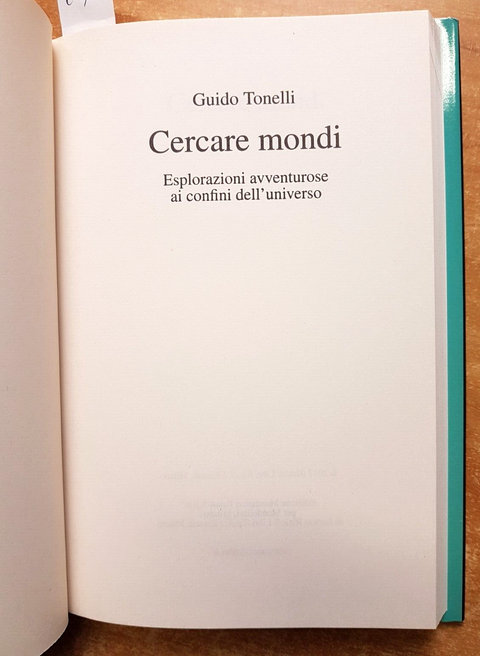 Guido Tonelli
Cercare mondi
Esplorazioni avventurose
ai confini dell'universo